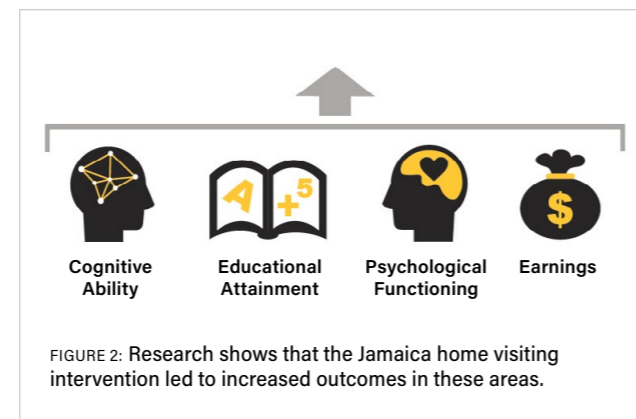 A +5
$
Cognitive Ability
Educational Attainment
Psychological Functioning
Earnings
FIGURE 2: Research shows that the Jamaica home visiting
intervention led to increased outcomes in these areas.